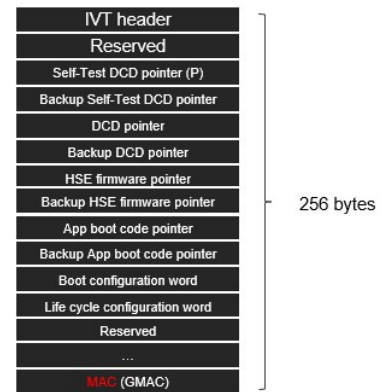 IVT header
Reserved
Self-Test DCD pointer (P)
Backup Self-Test DCD pointer
DCD pointer
Backup DCD pointer
HSE firmware pointer
Backup HSE firmware pointer
App boot code pointer
Backup App boot code pointer
Boot configuration word
Life cycle configuration word
Reserved
...
MAC (GMAC)
256 bytes